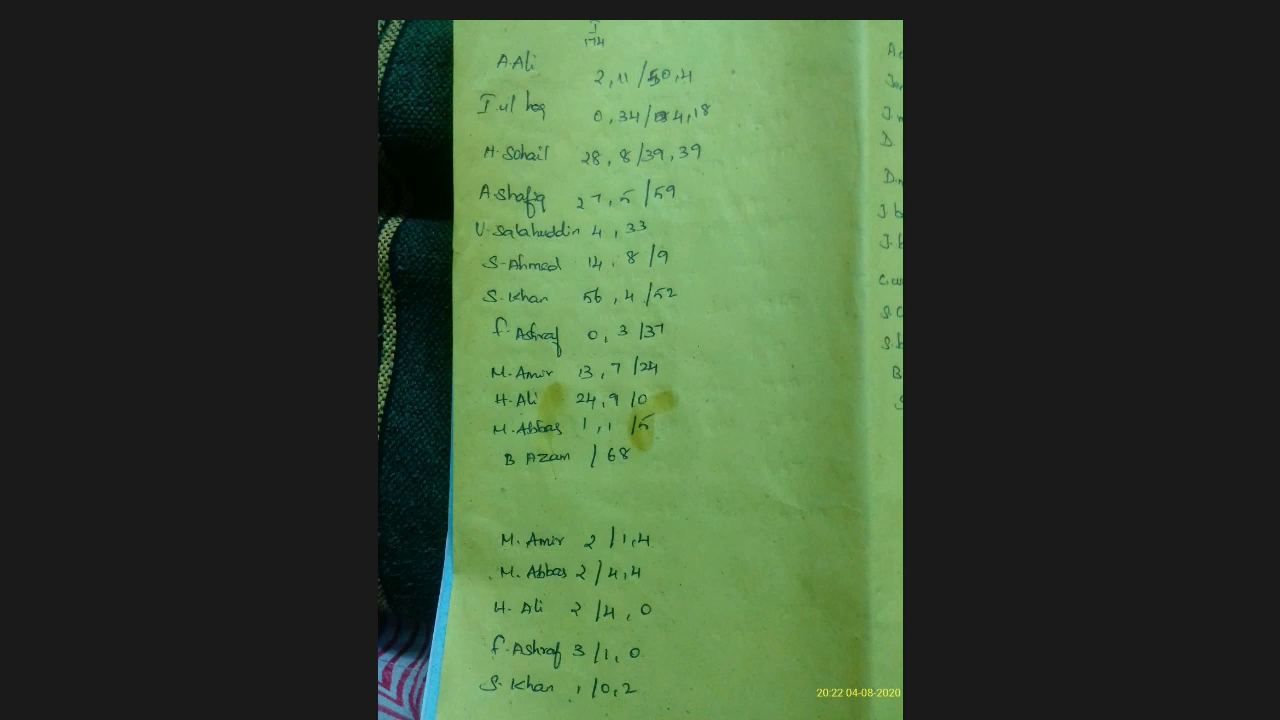 I
174
A.Ali 2, 11 / 50, 4
I.ul haq 0, 34 / 84, 18
H. Sohail 28, 8/39, 39
A Shafiq 27, 5 / 59
U. Salahuddin 4, 33
S. Ahmed 14, 8 /9
S. Khan 56, 4 /52
f. Ashraf 0, 3 /37
M. Amir 13, 7 /24
H. Ali 24, 9 /0
M. Abbas 1, 1 /5
B Azam / 68
M. Amir 2 / 1,4
M. Abbas 2 / 4,4
H. Ali 2 /4, 0
f. Ashraf 3 /1, 0
S. Khan 1 /0,2
D
B
20:22 04-08-2020